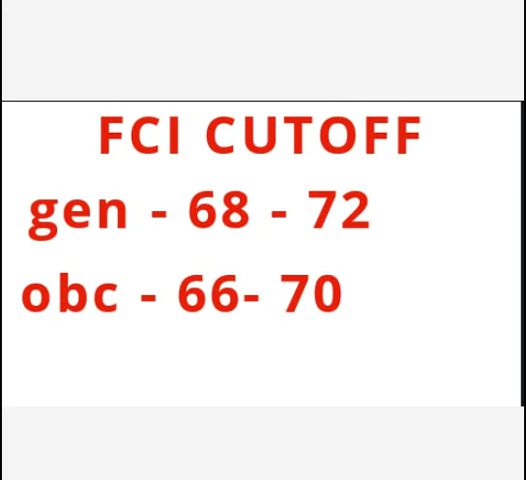 FCI CUTOFF
gen - 68 - 72
obc - 66- 70